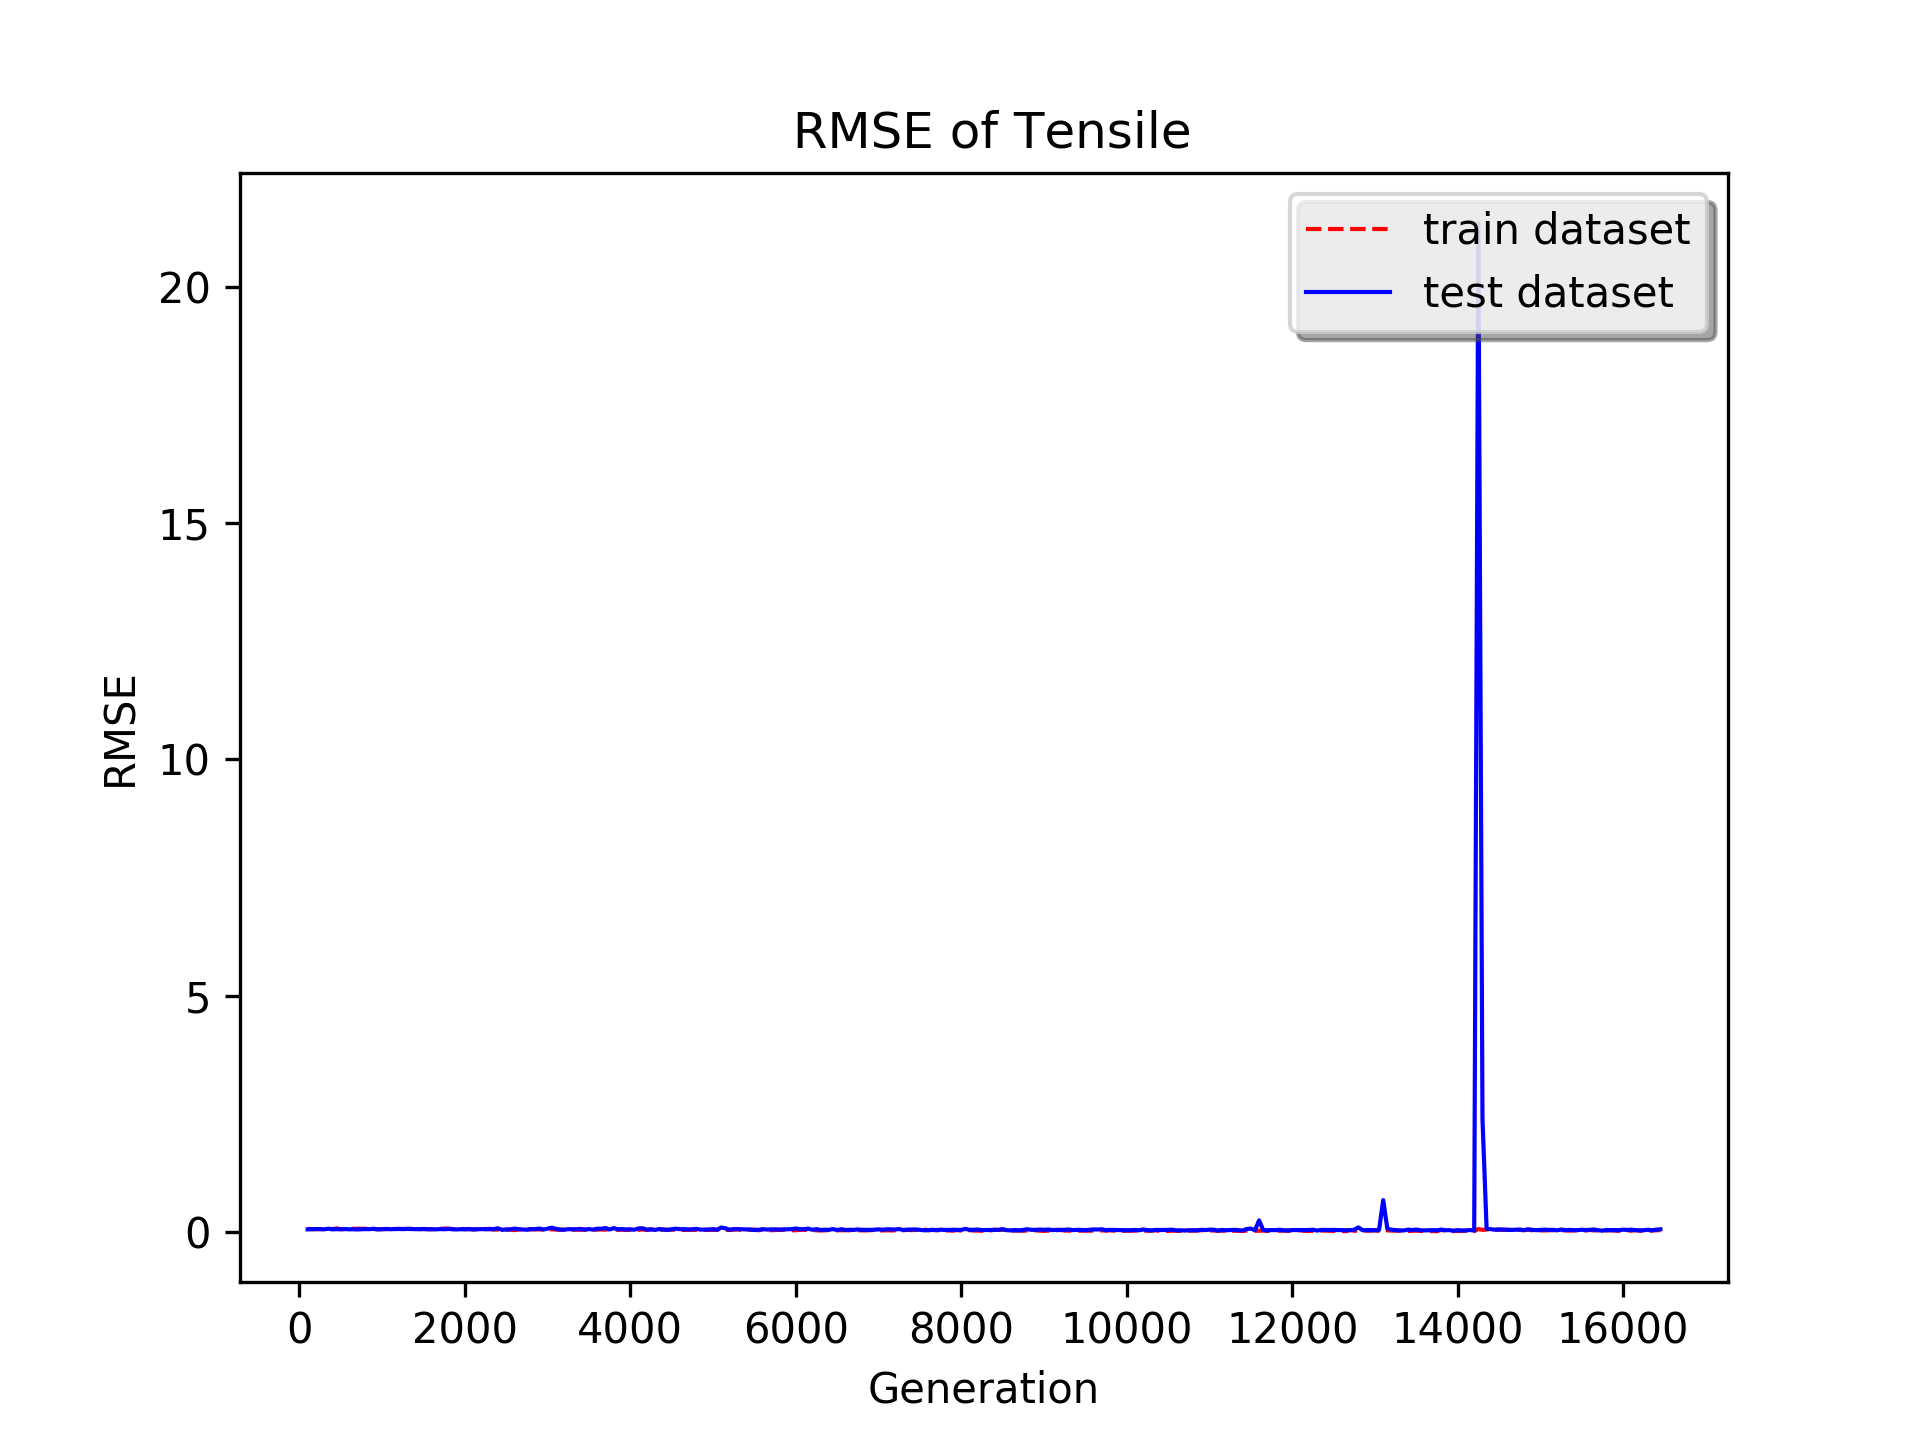 RMSE of Tensile
train dataset
test dataset
20
15
10
5
0
RMSE
0 2000 4000 6000 8000 10000 12000 14000 16000
Generation